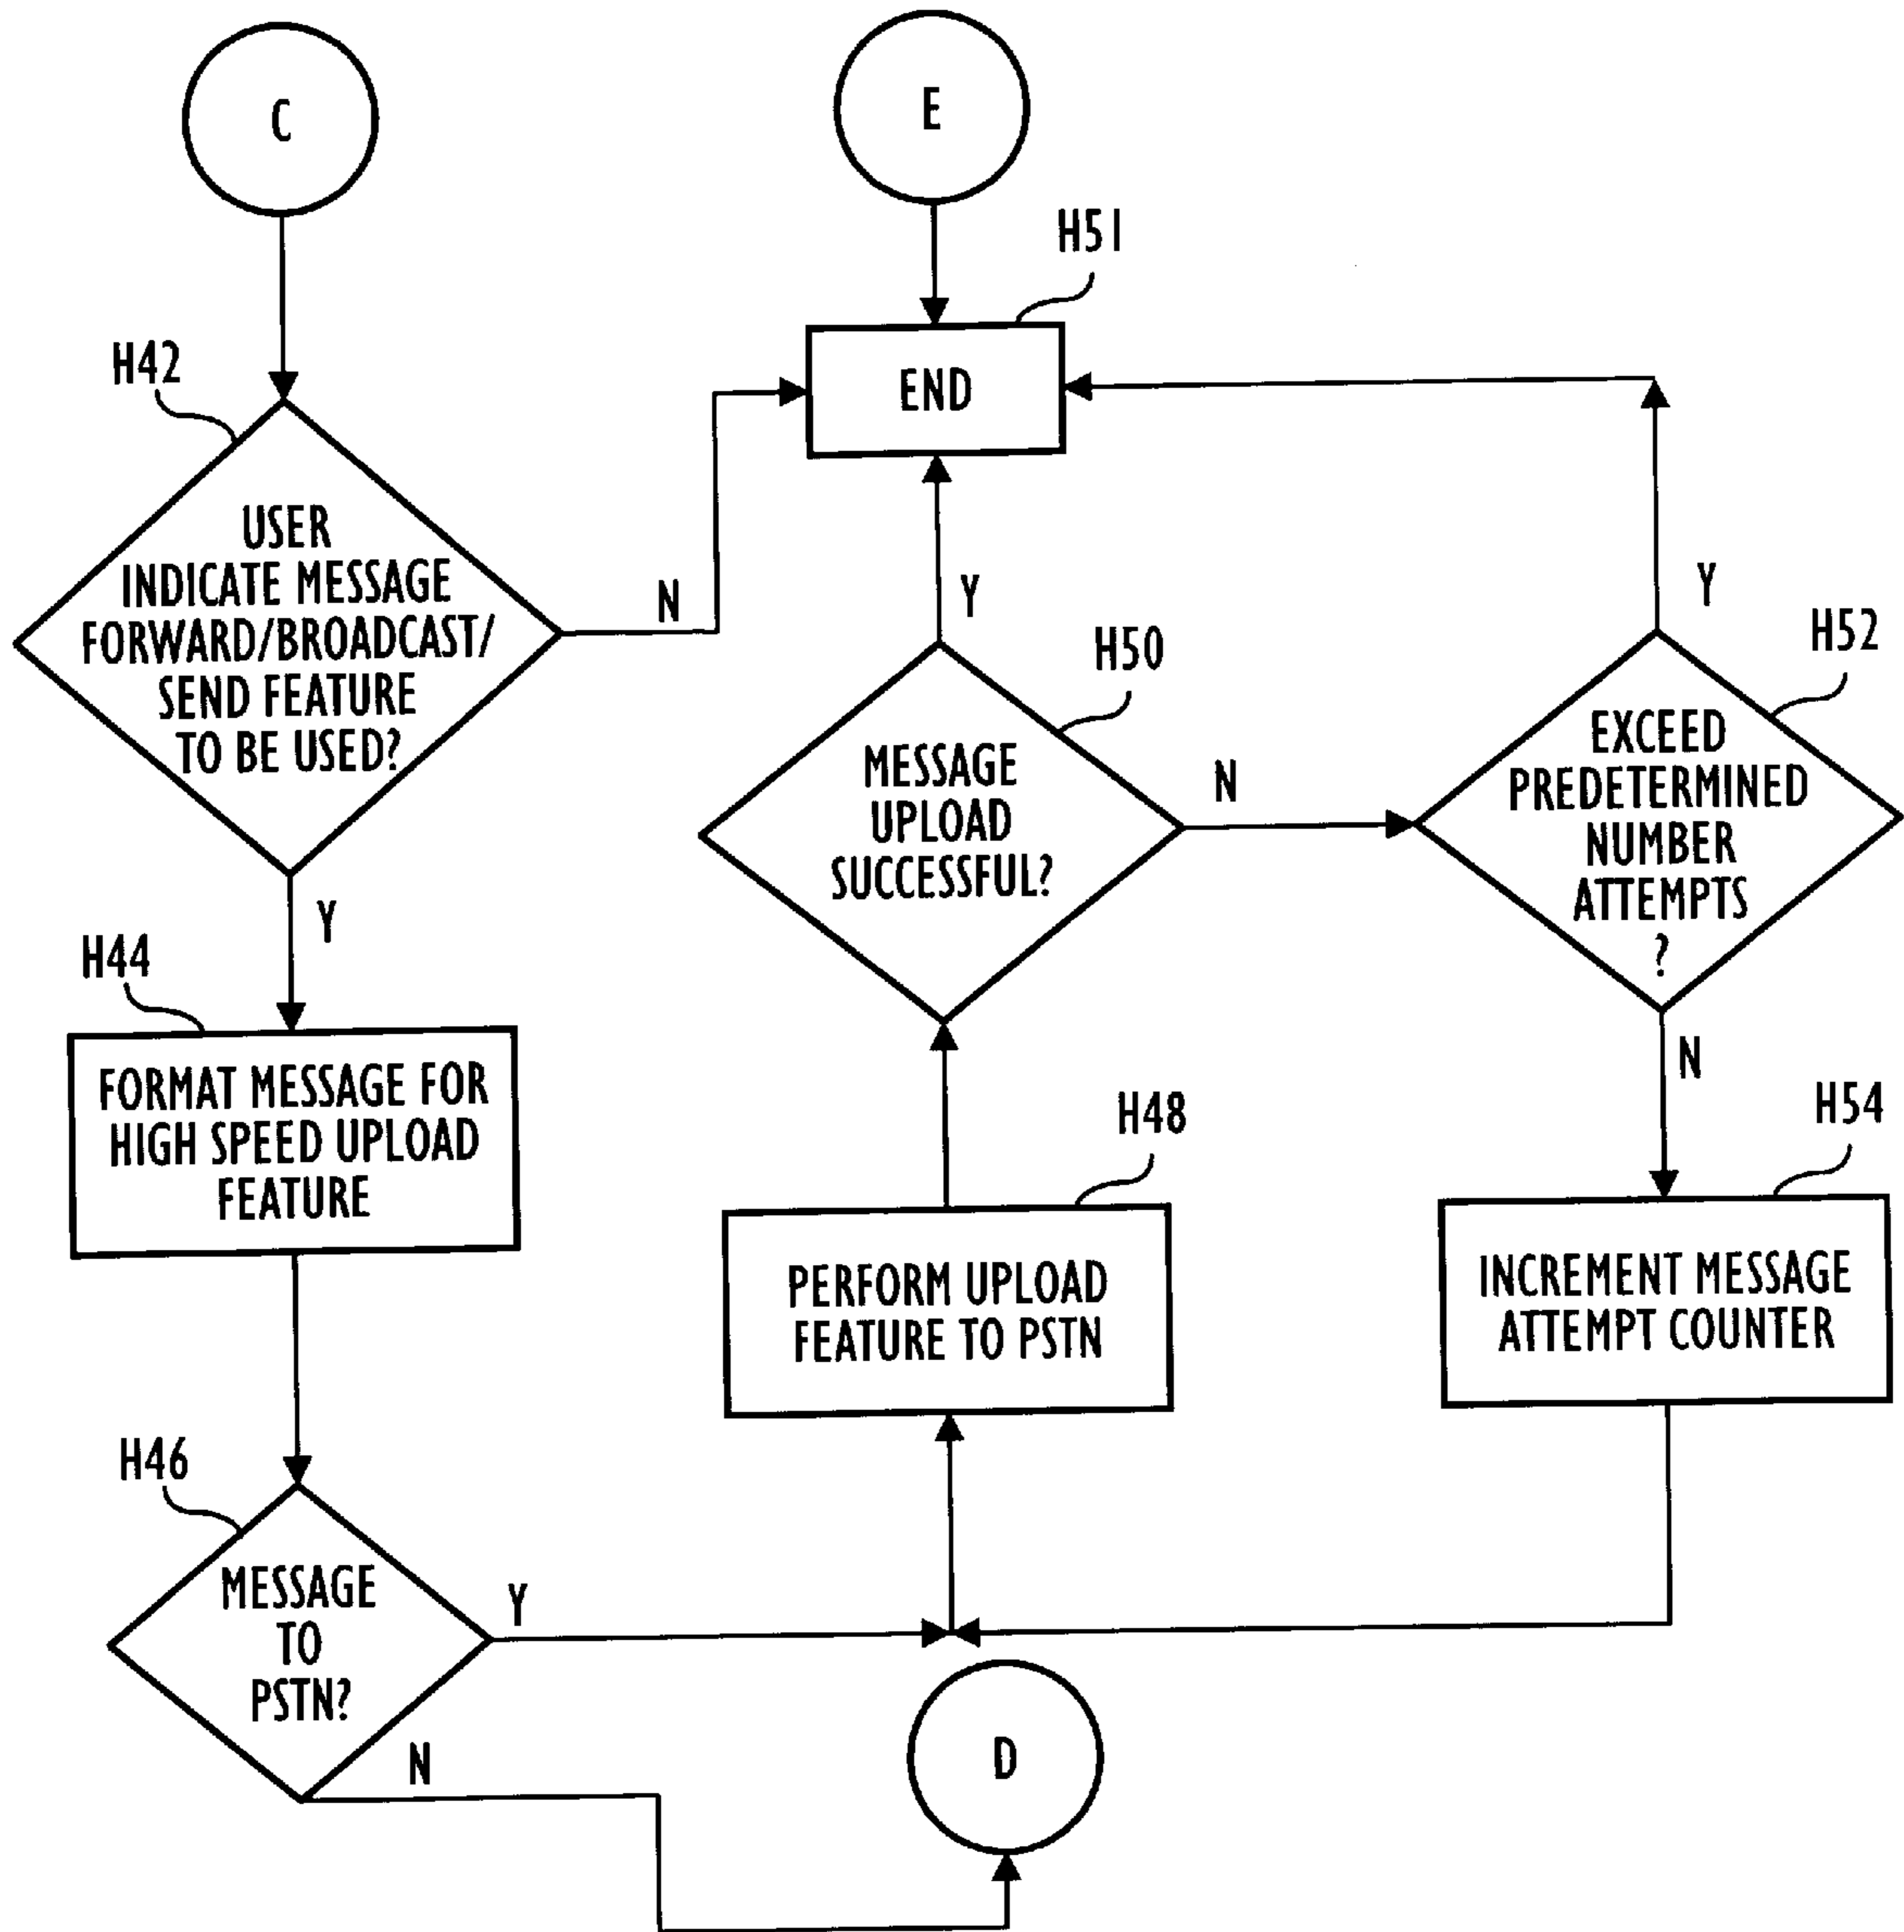 C
E
H51
END
H42
USER
INDICATE MESSAGE
FORWARD/BROADCAST/
SEND FEATURE
TO BE USED?
N
Y
Y
H50
MESSAGE
UPLOAD
SUCCESSFUL?
N
Y
H52
EXCEED
PREDETERMINED
NUMBER
ATTEMPTS
?
N
H44
FORMAT MESSAGE FOR
HIGH SPEED UPLOAD
FEATURE
H48
PERFORM UPLOAD
FEATURE TO PSTN
H54
INCREMENT MESSAGE
ATTEMPT COUNTER
H46
MESSAGE
TO
PSTN?
Y
N
D